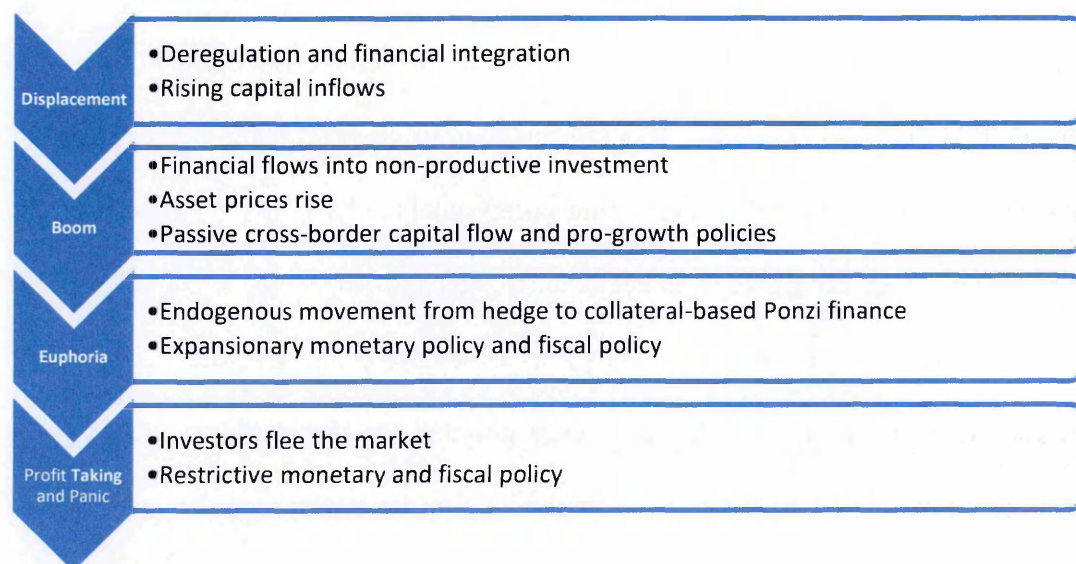 Displacement
•Deregulation and financial integration
•Rising capital inflows
Boom
•Financial flows into non-productive investment
•Asset prices rise
•Passive cross-border capital flow and pro-growth policies
Euphoria
•Endogenous movement from hedge to collateral-based Ponzi finance
•Expansionary monetary policy and fiscal policy
Profit Taking
and Panic
•Investors flee the market
•Restrictive monetary and fiscal policy